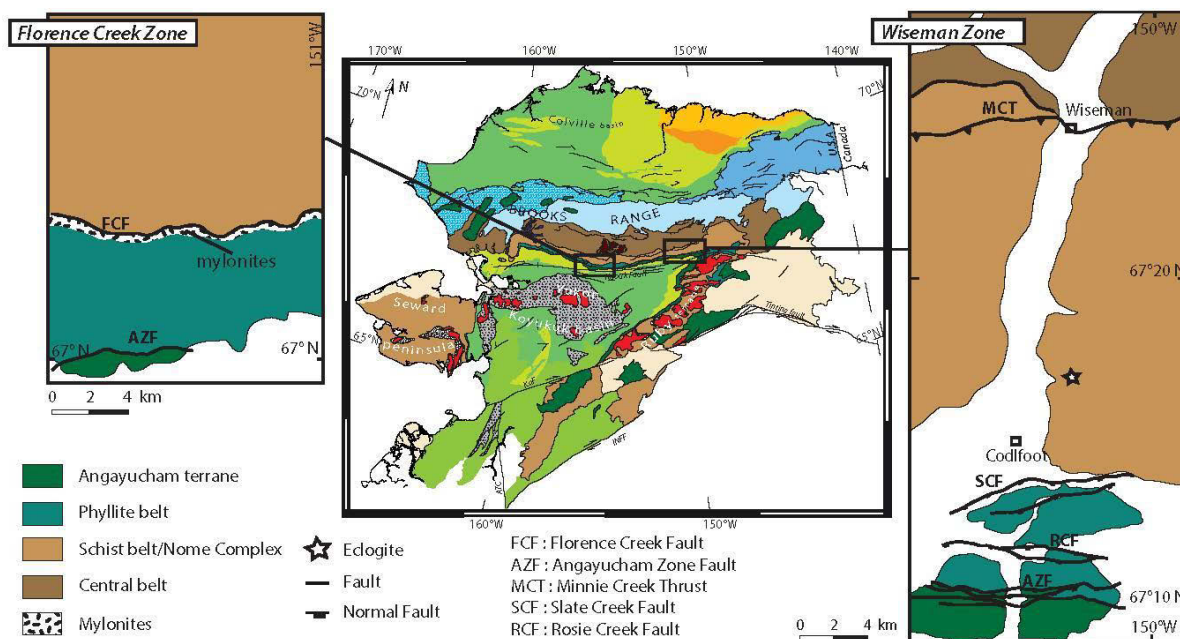 Florence Creek Zone
151°W
FCF
mylonites
AZF
67° N
67° N
0 2 4 km
170°W
160°W
150°W
140°W
70°N
N
70°N
Colville basin
U.S.A
Canada
BROOKS RANGE
Seward
Peninsula
65°N
65°N
Koyukuk
Tintina fault
KaF
INFF
160°W
150°W
Wiseman Zone
150°W
MCT
Wiseman
67°20 N
Codlfoot
SCF
RCF
AZF
67°10 N
150°W
0 2 4 km
Angayucham terrane
Phyllite belt
Schist belt/Nome Complex
Central belt
Mylonites
Eclogite
Fault
Normal Fault
FCF : Florence Creek Fault
AZF : Angayucham Zone Fault
MCT : Minnie Creek Thrust
SCF : Slate Creek Fault
RCF : Rosie Creek Fault